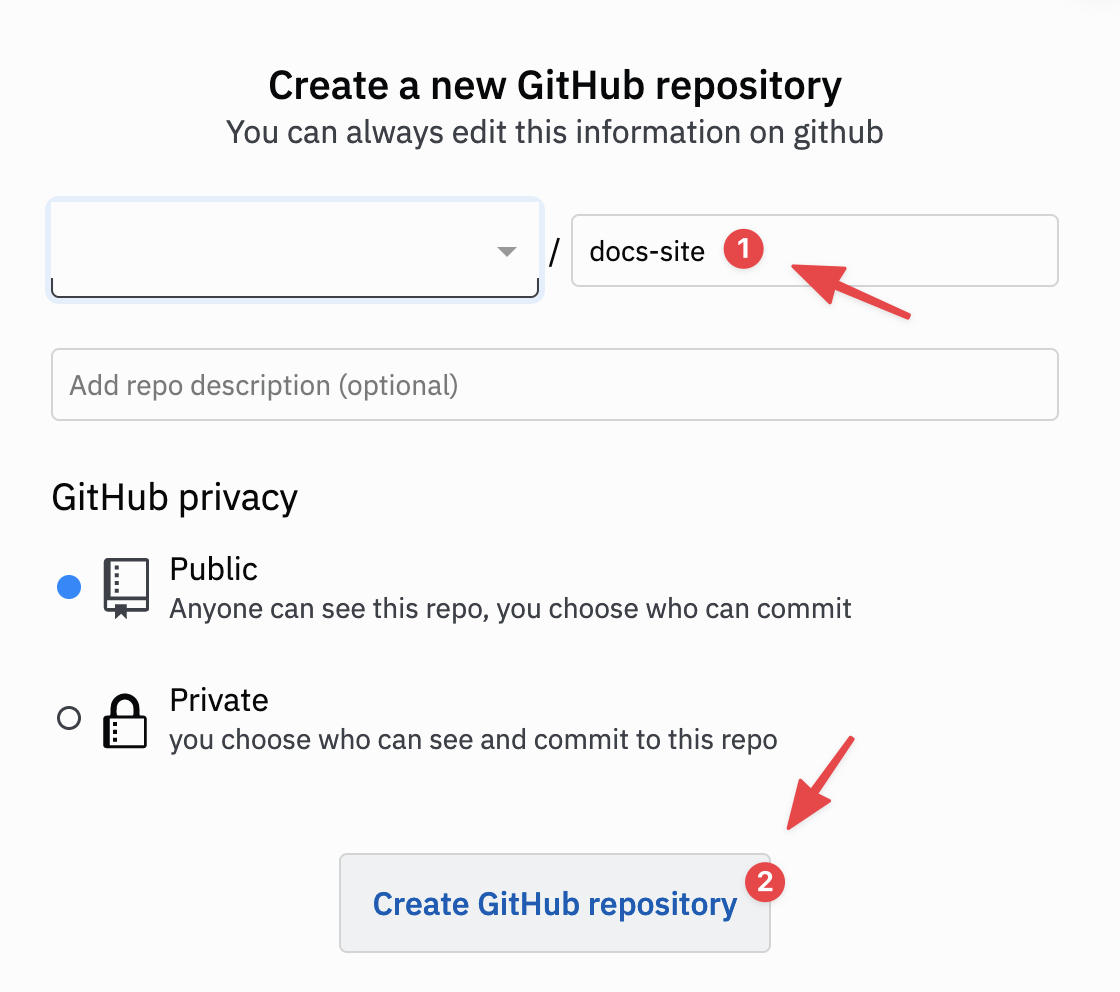 Create a new GitHub repository
You can always edit this information on github
/ docs-site 1
Add repo description (optional)
GitHub privacy
Public
Anyone can see this repo, you choose who can commit
Private
you choose who can see and commit to this repo
2
Create GitHub repository